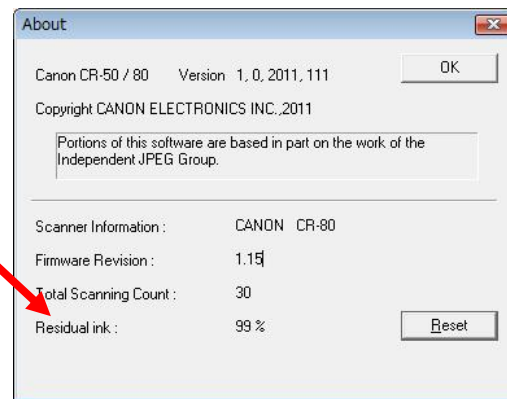 About
Canon CR-50 / 80 Version 1, 0, 2011, 111
OK
Copyright CANON ELECTRONICS INC.,2011
Portions of this software are based in part on the work of the
Independent JPEG Group.
Scanner Information : CANON CR-80
Firmware Revision : 1.15
Total Scanning Count : 30
Residual ink : 99 %
Reset